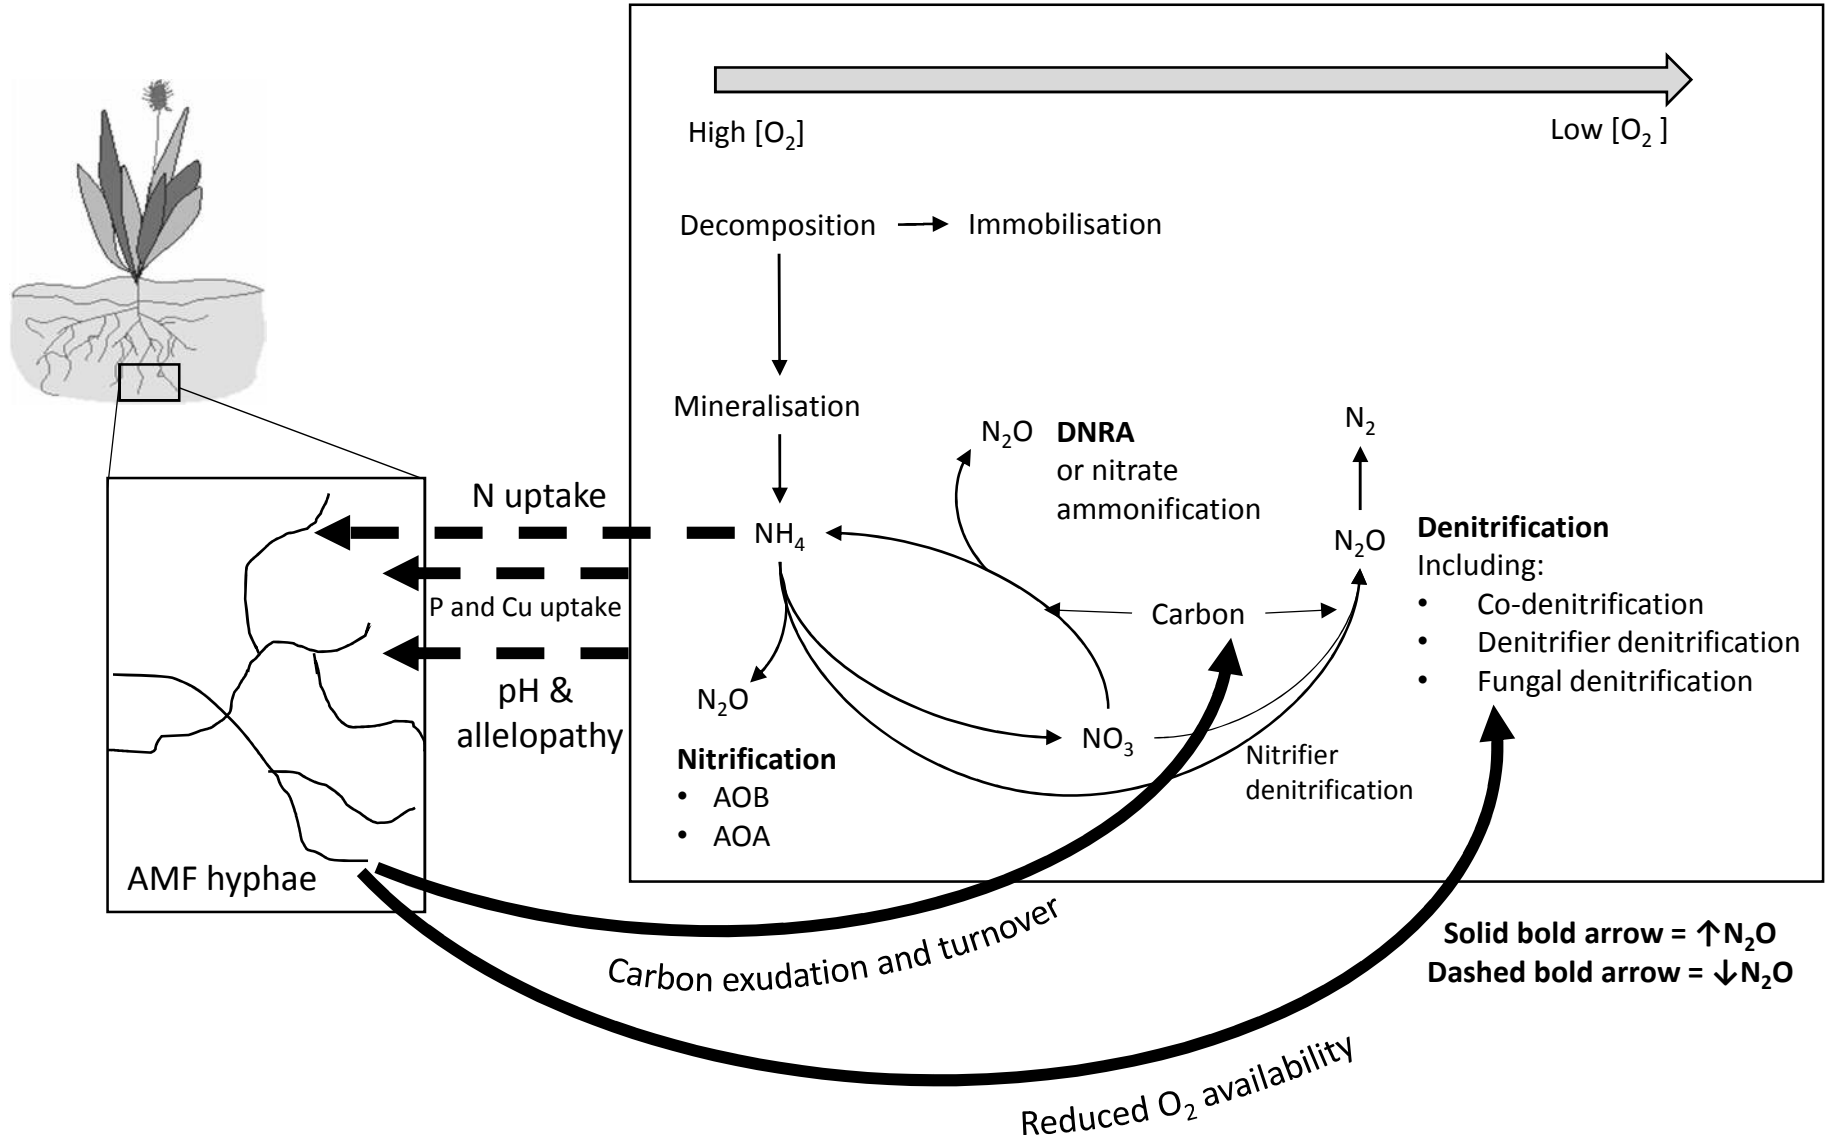 High [O₂]
Low [O₂ ]
Decomposition
Immobilisation
Mineralisation
N₂O
DNRA
or nitrate
ammonification
N₂
N uptake
NH₄
N₂O
Denitrification
Including:
• Co-denitrification
• Denitrifier denitrification
• Fungal denitrification
P and Cu uptake
Carbon
pH &
allelopathy
N₂O
NO₃
Nitrification
• AOB
• AOA
Nitrifier
denitrification
AMF hyphae
Carbon exudation and turnover
Reduced O₂ availability
Solid bold arrow = ↑N₂O
Dashed bold arrow = ↓N₂O